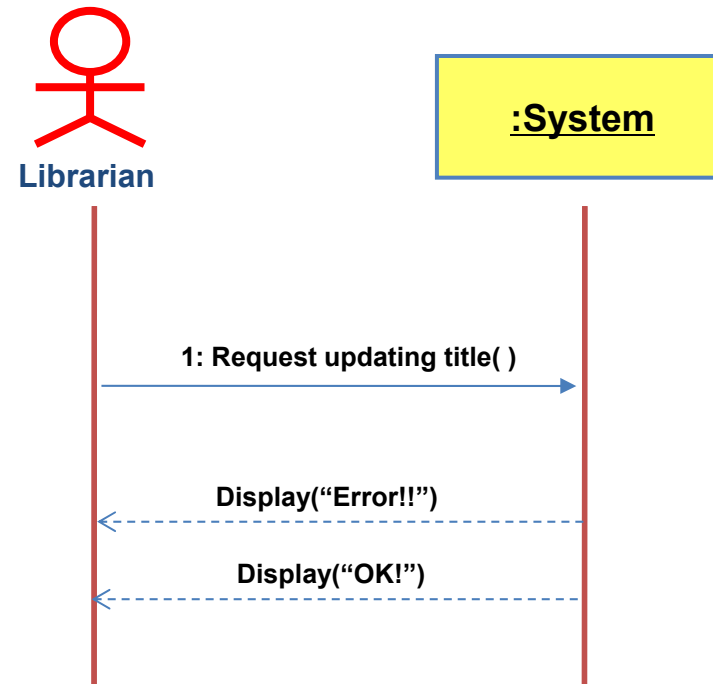 :System
Librarian
1: Request updating title( )
Display(“Error!!”)
Display(“OK!”)